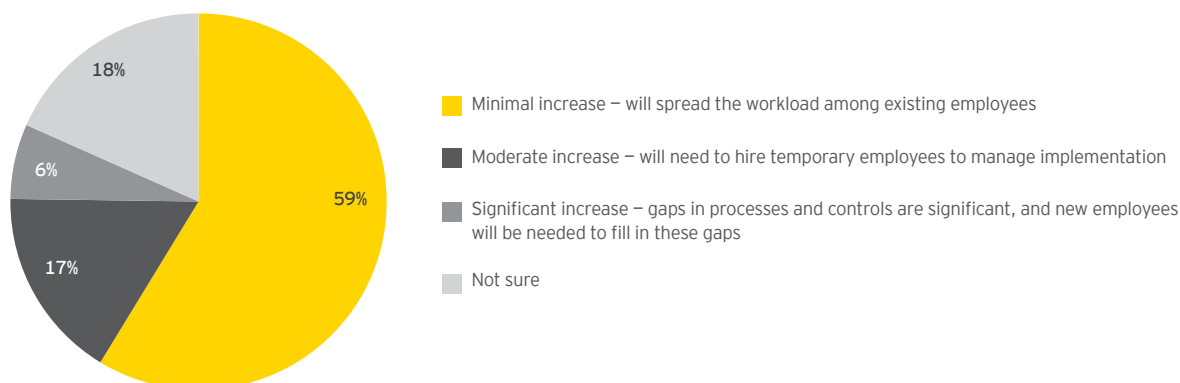 18%
6%
59%
17%
Minimal increase – will spread the workload among existing employees
Moderate increase – will need to hire temporary employees to manage implementation
Significant increase – gaps in processes and controls are significant, and new employees
will be needed to fill in these gaps
Not sure